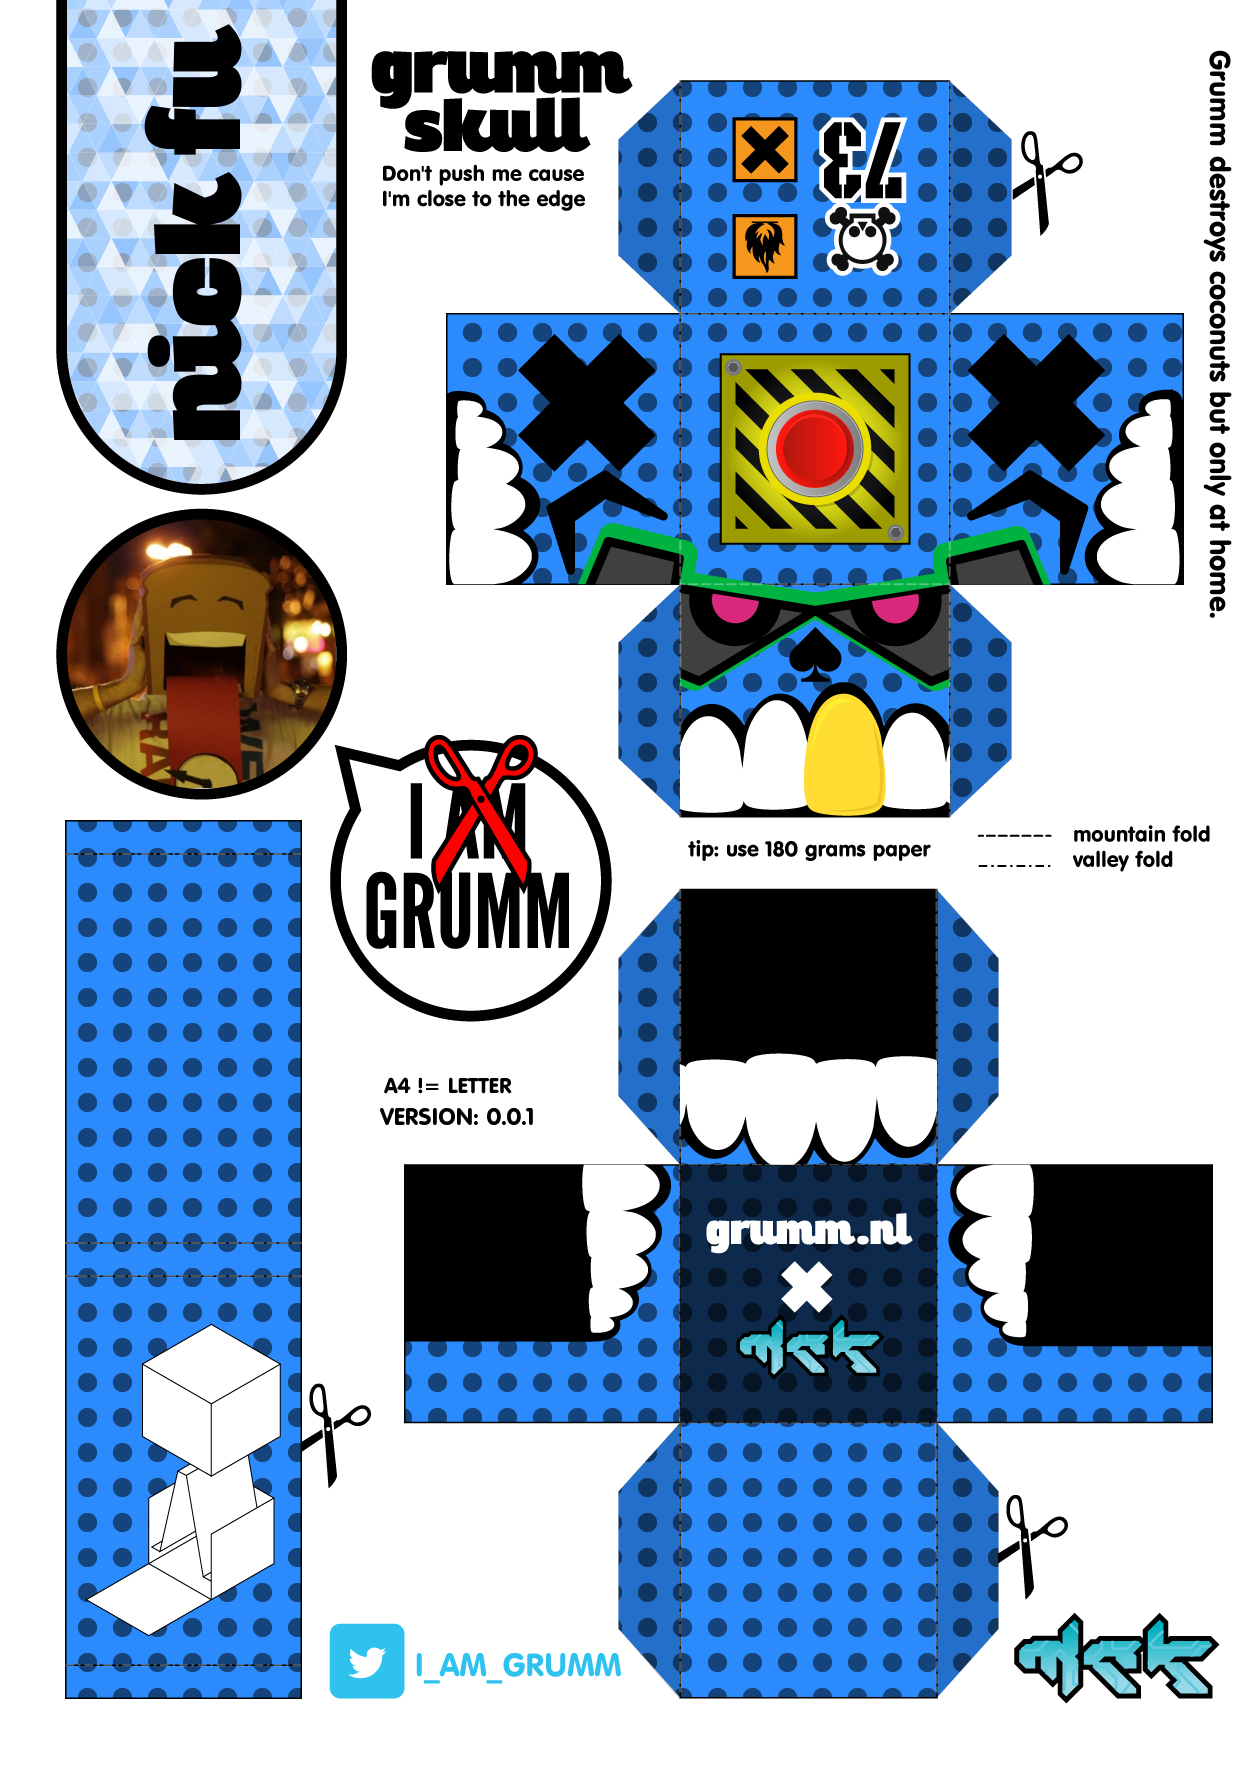 nick fu
grumm
skull
Don't push me cause
I'm close to the edge
73
Grumm destroys coconuts but only at home.
I AM
GRUMM
tip: use 180 grams paper
mountain fold
valley fold
A4 != LETTER
VERSION: 0.0.1
grumm.nl
I_AM_GRUMM